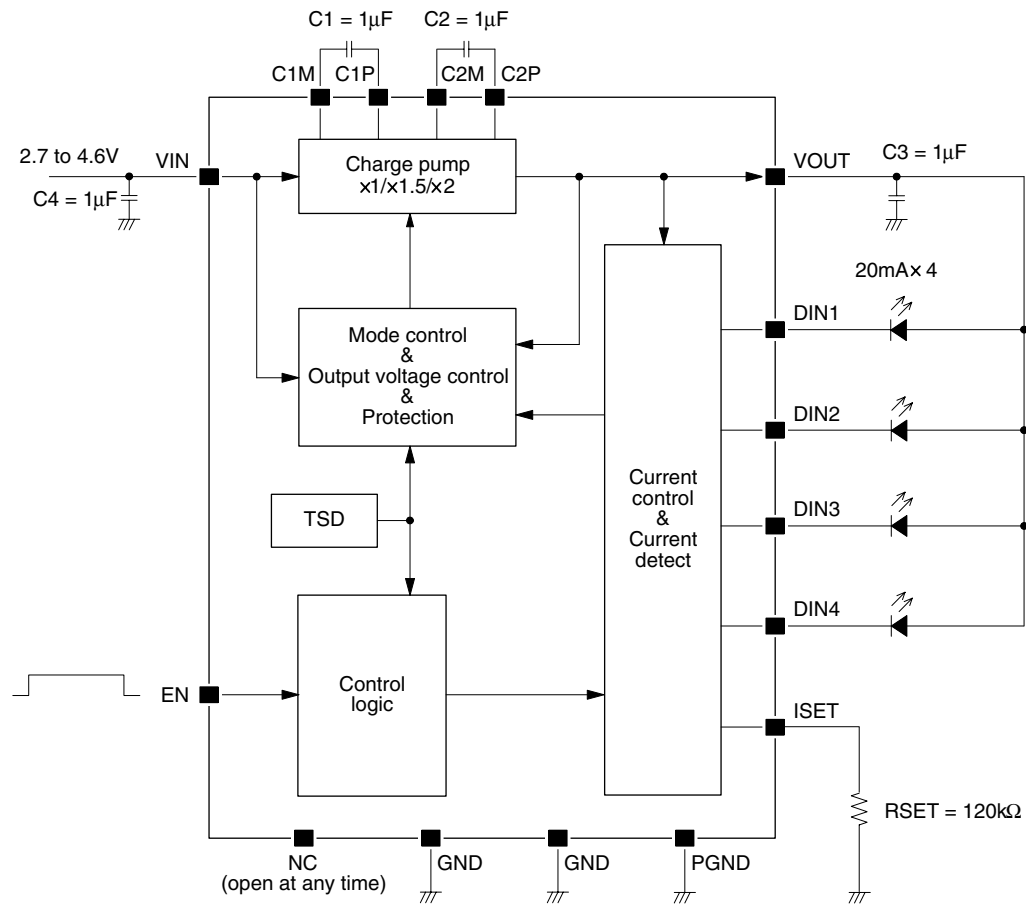 C1 = 1μF
C2 = 1μF
C1M
C1P
C2M
C2P
2.7 to 4.6V
VIN
Charge pump
×1/×1.5/×2
VOUT
C3 = 1μF
C4 = 1μF
20mA× 4
DIN1
Mode control
&
Output voltage control
&
Protection
DIN2
Current
control
&
Current
detect
TSD
DIN3
DIN4
EN
Control
logic
ISET
RSET = 120kΩ
NC
(open at any time)
GND
GND
PGND